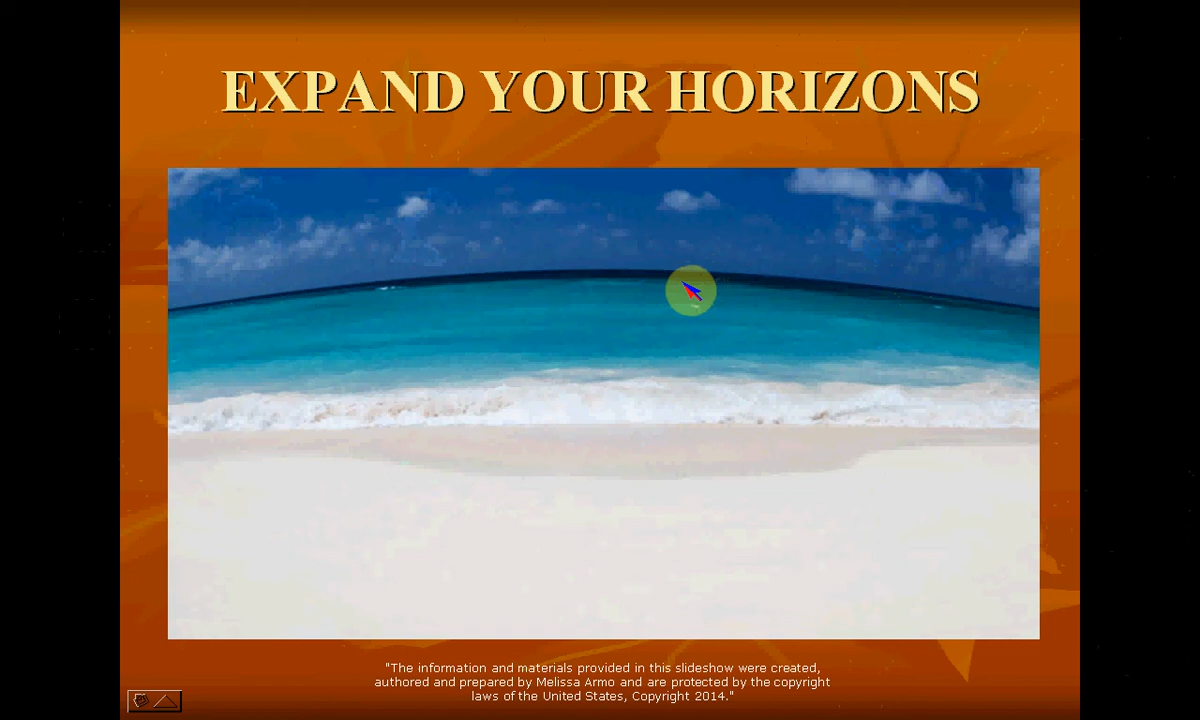 EXPAND YOUR HORIZONS
"The information and materials provided in this slideshow were created,
authored and prepared by Melissa Armo and are protected by the copyright
laws of the United States, Copyright 2014."